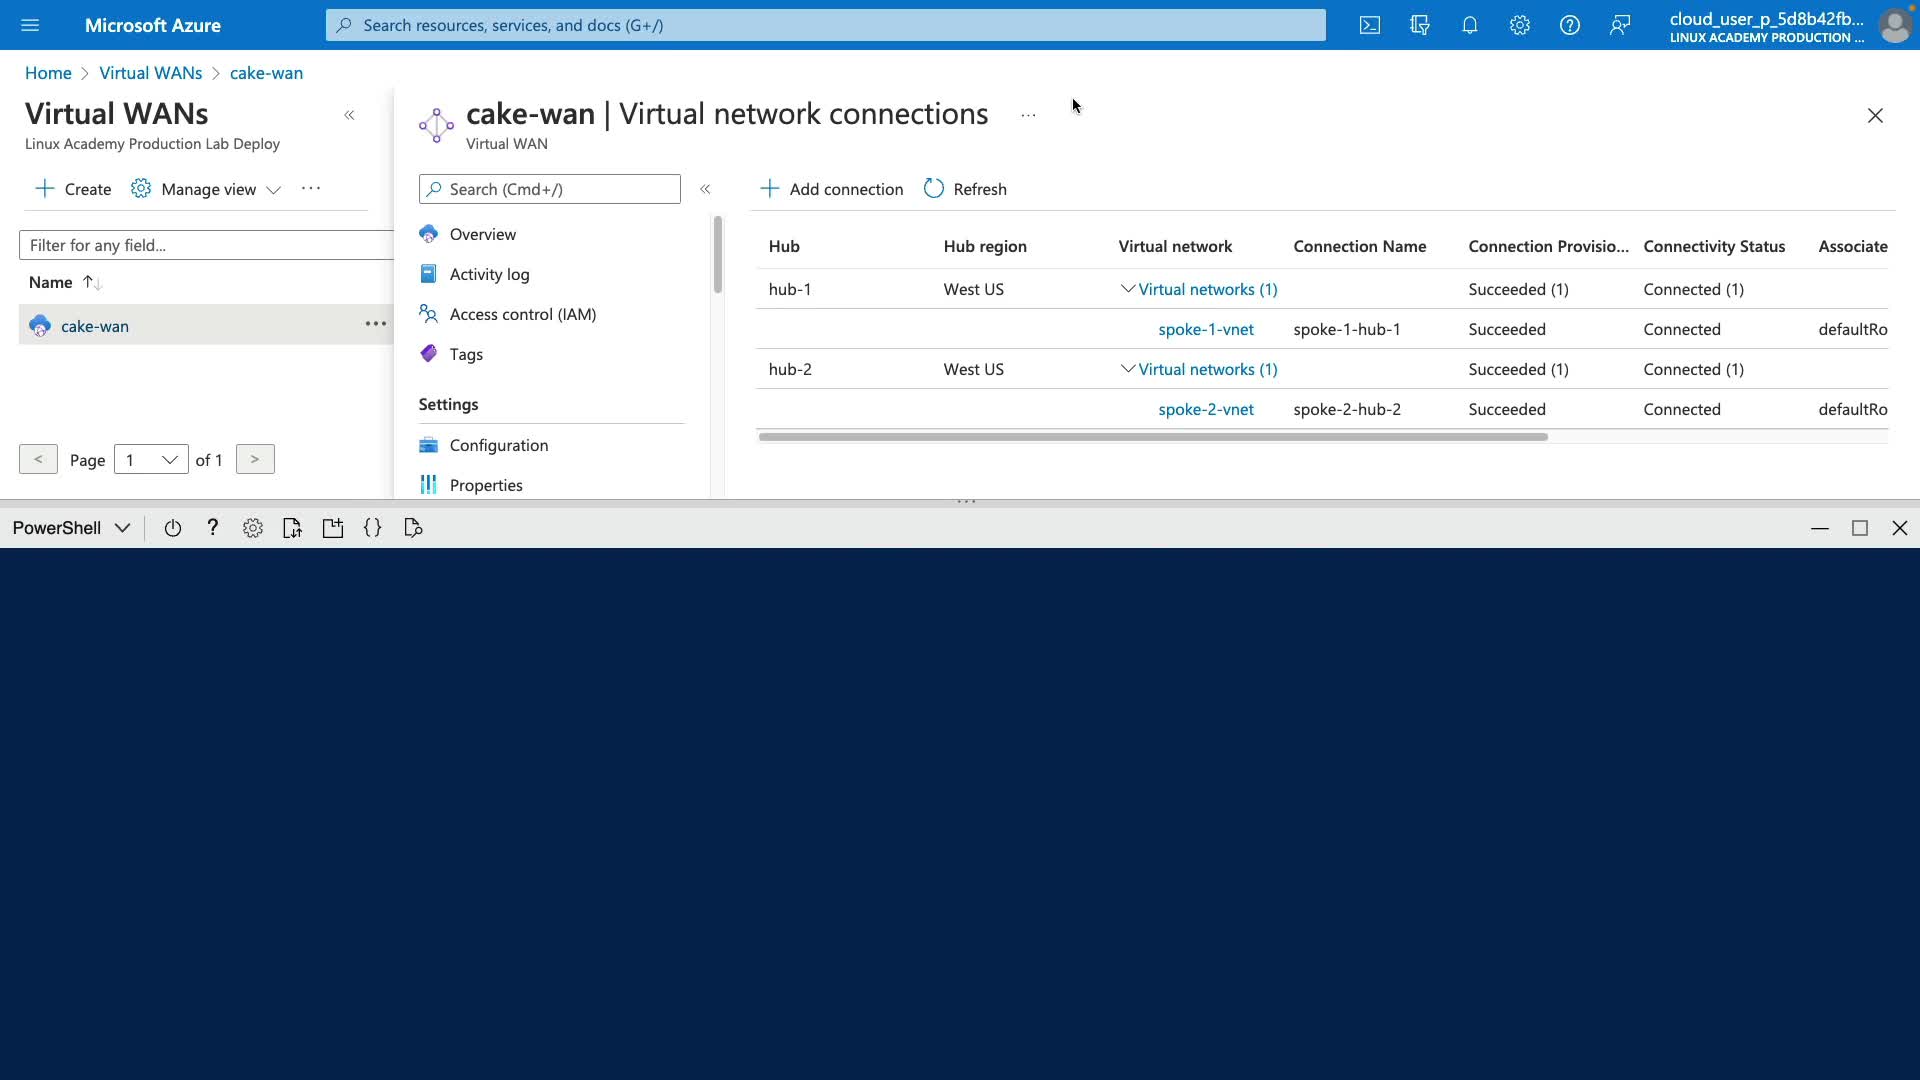 Microsoft Azure
Search resources, services, and docs (G+/)
cloud_user_p_5d8b42fb...
LINUX ACADEMY PRODUCTION ...
Home > Virtual WANs > cake-wan
Virtual WANs
Linux Academy Production Lab Deploy
cake-wan | Virtual network connections
Virtual WAN
Create
Manage view
Search (Cmd+/)
Add connection
Refresh
Filter for any field...
Name
cake-wan
Page 1 of 1
Overview
Activity log
Access control (IAM)
Tags
Settings
Configuration
Properties
Hub Hub region Virtual network Connection Name Connection Provisio... Connectivity Status Associate
hub-1 West US Virtual networks (1) Succeeded (1) Connected (1)
spoke-1-vnet spoke-1-hub-1 Succeeded Connected defaultRo
hub-2 West US Virtual networks (1) Succeeded (1) Connected (1)
spoke-2-vnet spoke-2-hub-2 Succeeded Connected defaultRo
PowerShell